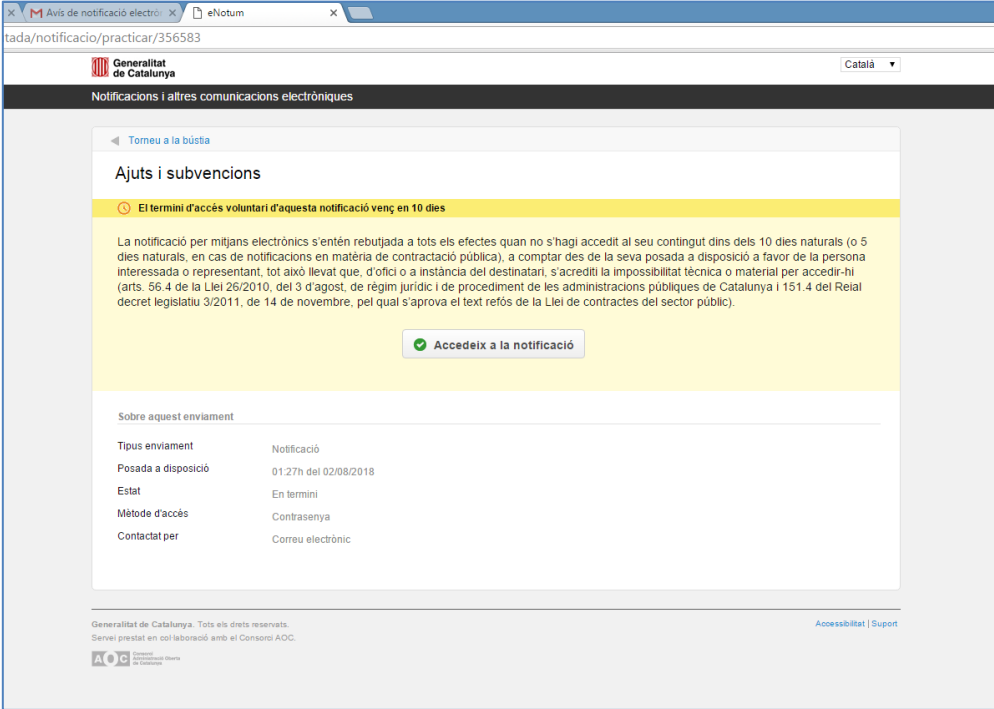 Avís de notificació electrò
eNotum
tada/notificacio/practicar/356583
Generalitat
de Catalunya
Català
Notificacions i altres comunicacions electròniques
Torneu a la bústia
Ajuts i subvencions
El termini d'accès voluntari d'aquesta notificació venç en 10 dies
La notificació per mitjans electrònics s'entén rebutjada a tots els efectes quan no s'hagi accedit al seu contingut dins dels 10 dies naturals (o 5
dies naturals, en cas de notificacions en matèria de contractació pública), a comptar des de la seva posada a disposició a favor de la persona
interessada o representant, tot això llevat que, d'ofici o a instància del destinatari, s'acrediti la impossibilitat tècnica o material per accedir-hi
(arts. 56.4 de la Llei 26/2010, del 3 d'agost, de règim jurídic i de procediment de les administracions públiques de Catalunya i 151.4 del Reial
decret legislatiu 3/2011, de 14 de novembre, pel qual s'aprova el text refós de la Llei de contractes del sector públic).
Accedeix a la notificació
Sobre aquest enviament
Tipus enviament Notificació
Posada a disposició 01:27h del 02/08/2018
Estat En termini
Mètode d'accès Contrasenya
Contactat per Correu electrònic
Generalitat de Catalunya. Tots els drets reservats.
Accessibilitat | Suport
Servei prestat en col·laboració amb el Consorci AOC.
AOC Consorci
Administració Oberta
de Catalunya